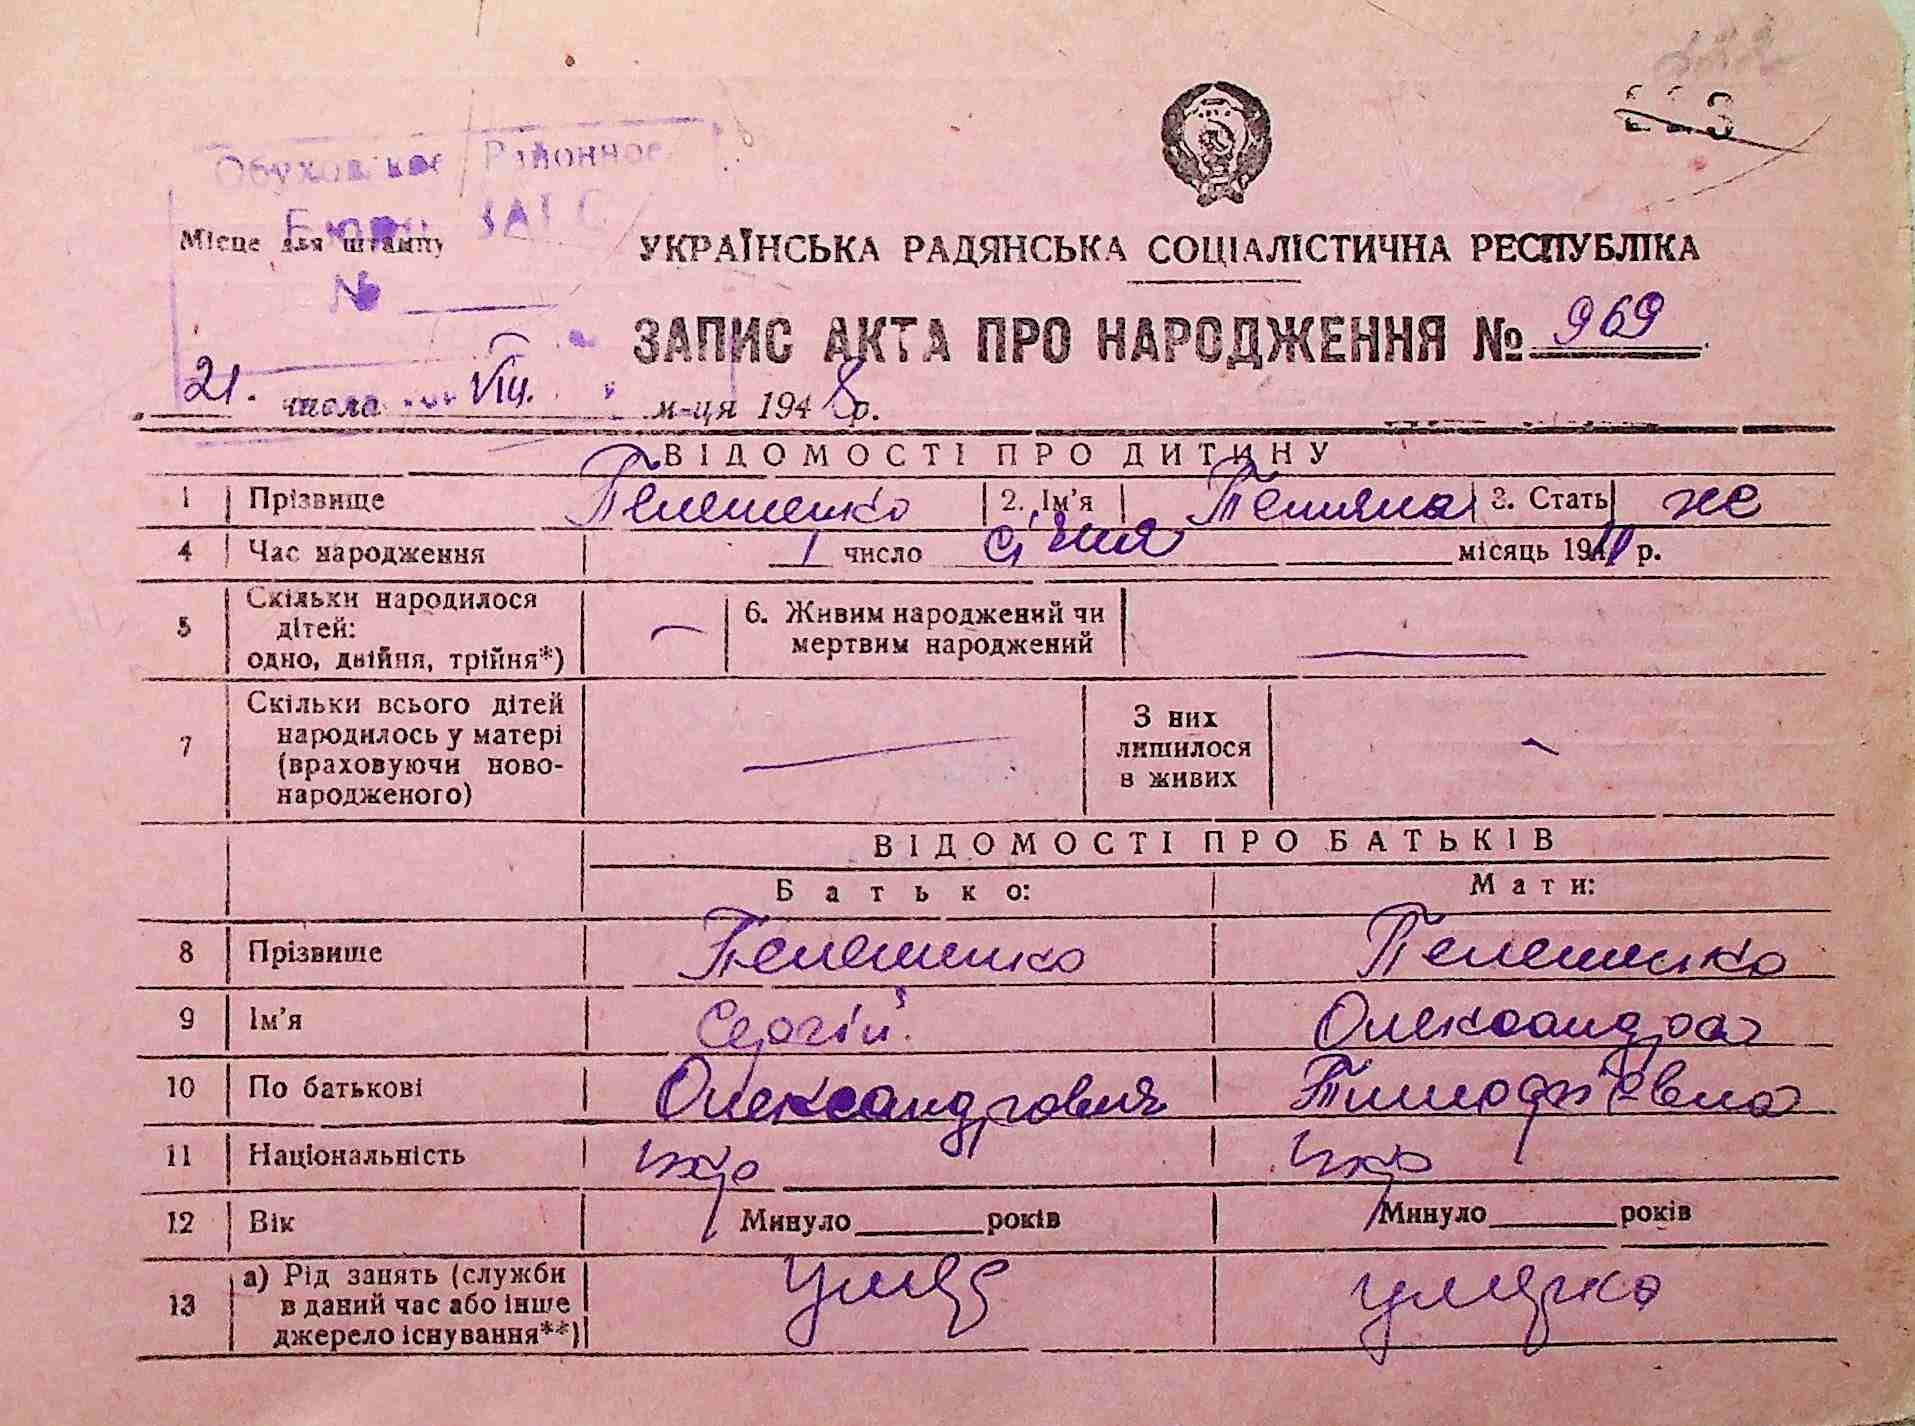 Обуховское Районное
Бюро ЗАГС
Місце для штампу
№
УКРАЇНСЬКА РАДЯНСЬКА СОЦІАЛІСТИЧНА РЕСПУБЛІКА
ЗАПИС АКТА ПРО НАРОДЖЕННЯ № 969
21. числа VIII. м-ця 1948 р.
ВІДОМОСТІ ПРО ДИТИНУ
1 Прізвище Пелешенко 2. Ім'я Тетяна 3. Стать же
4 Час народження 1 число січня місяць 19 р.
5 Скільки народилося дітей: одно, двійня, трійня*) — 6. Живим народжений чи мертвим народжений —
7 Скільки всього дітей народилось у матері (враховуючи новонародженого) — З них лишилося в живих —
ВІДОМОСТІ ПРО БАТЬКІВ
Батько: Мати:
8 Прізвище Пелешенко Пелешенко
9 Ім'я Сергій Олександра
10 По батькові Олександрович Тимофіївна
11 Національність укр укр
12 Вік Минуло років Минуло років
13 а) Рід занять (служби в даний час або інше джерело існування**)